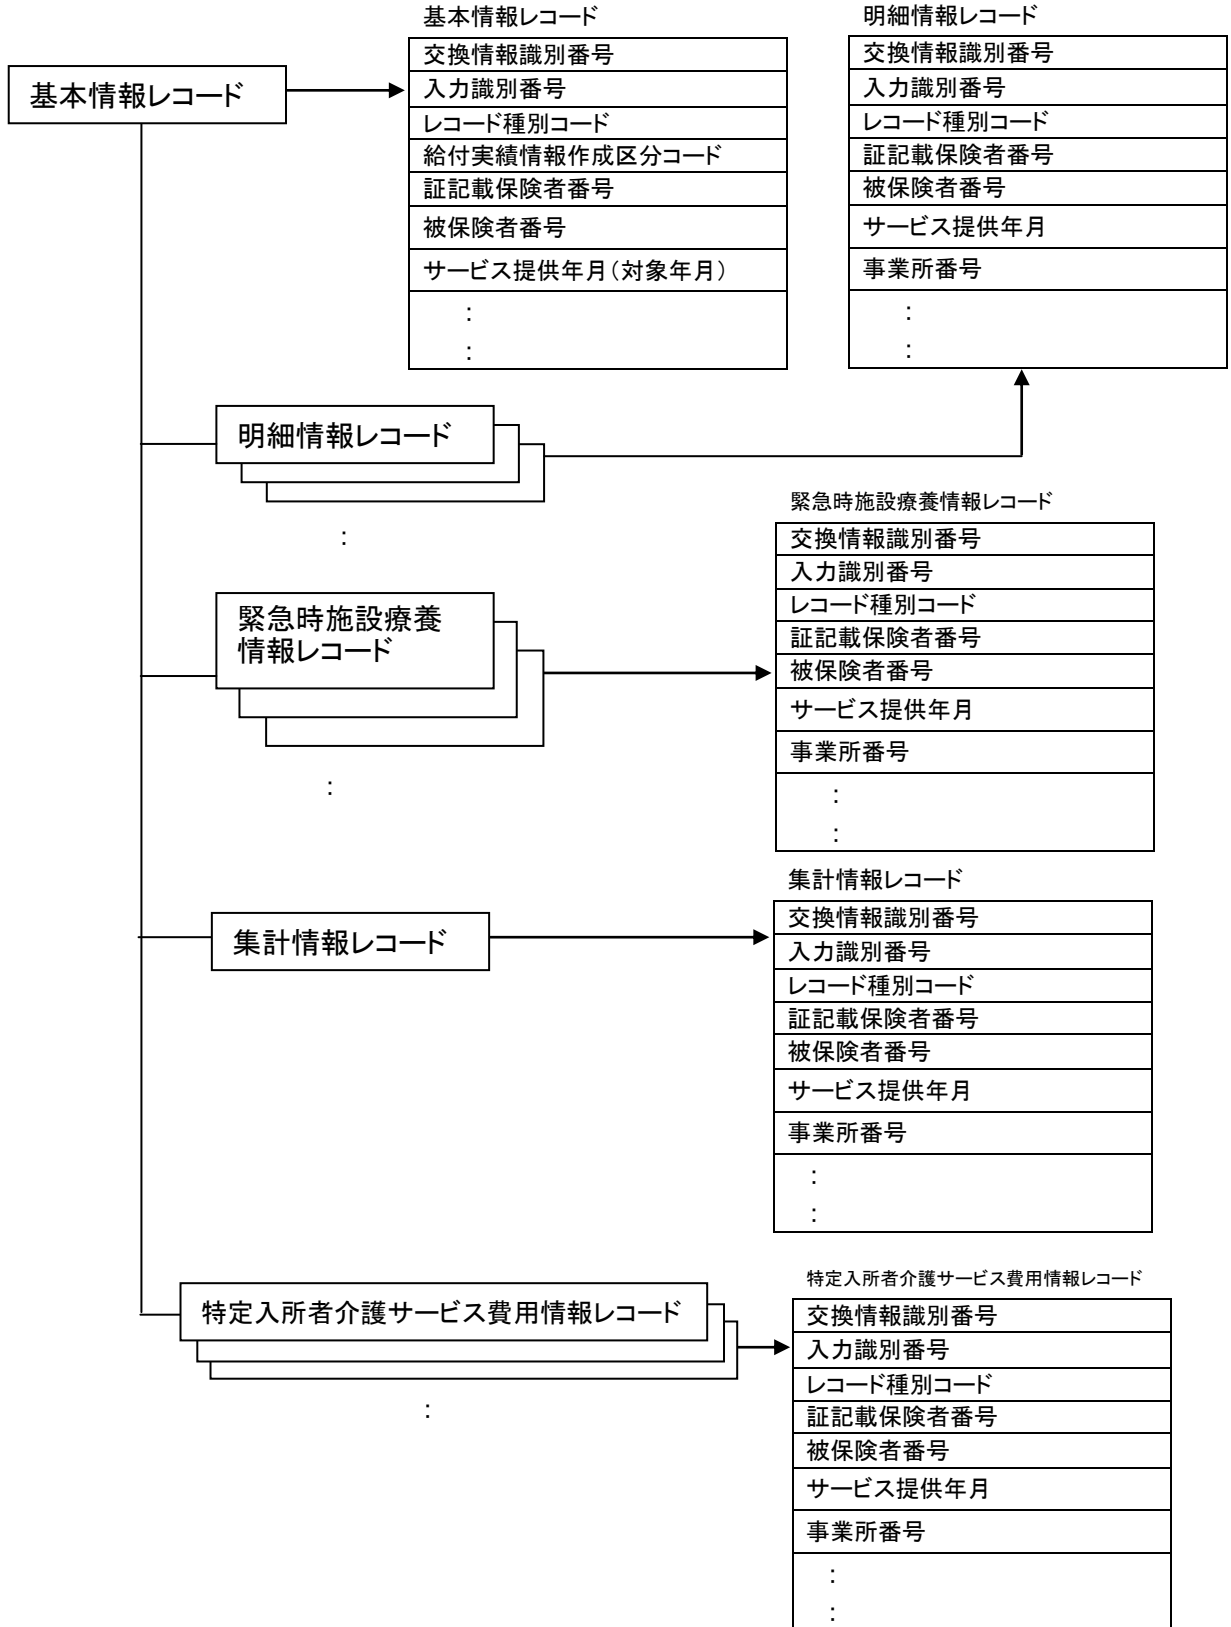 基本情報レコード
基本情報レコード
交換情報識別番号
入力識別番号
レコード種別コード
給付実績情報作成区分コード
証記載保険者番号
被保険者番号
サービス提供年月(対象年月)
:
:
明細情報レコード
交換情報識別番号
入力識別番号
レコード種別コード
証記載保険者番号
被保険者番号
サービス提供年月
事業所番号
:
:
明細情報レコード
:
緊急時施設療養情報レコード
交換情報識別番号
入力識別番号
レコード種別コード
証記載保険者番号
被保険者番号
サービス提供年月
事業所番号
:
:
緊急時施設療養
情報レコード
:
集計情報レコード
集計情報レコード
交換情報識別番号
入力識別番号
レコード種別コード
証記載保険者番号
被保険者番号
サービス提供年月
事業所番号
:
:
特定入所者介護サービス費用情報レコード
:
特定入所者介護サービス費用情報レコード
交換情報識別番号
入力識別番号
レコード種別コード
証記載保険者番号
被保険者番号
サービス提供年月
事業所番号
:
: